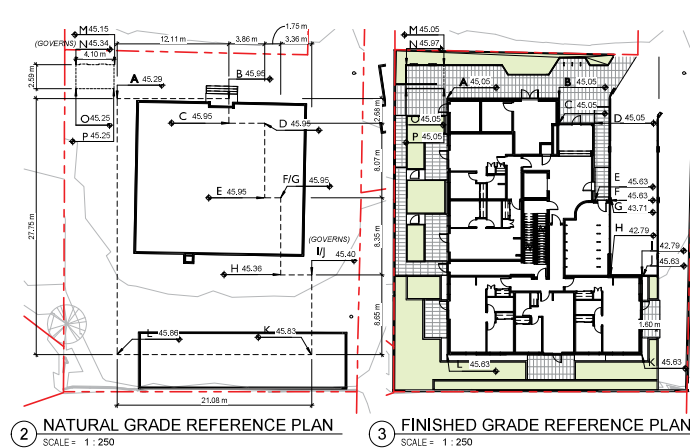 M 45.15
(GOVERNS) N 45.34
4.10 m
2.59 m
12.11 m
3.86 m
3.36 m
1.75 m
A 45.29
B 45.95
C 45.95
D 45.95
O 45.25
P 45.25
F/G 45.95
E 45.95
(GOVERNS)
I/J 45.40
H 45.36
L 45.86
K 45.83
27.75 m
2.68 m
8.07 m
8.35 m
8.65 m
21.08 m
2 NATURAL GRADE REFERENCE PLAN
SCALE = 1 : 250
M 45.05
N 45.97
A 45.05
B 45.05
C 45.05
D 45.05
O 45.05
P 45.05
E 45.63
F 45.63
G 43.71
H 42.79
42.79
45.63
1.60 m
L 45.63
K 45.63
3 FINISHED GRADE REFERENCE PLAN
SCALE = 1 : 250